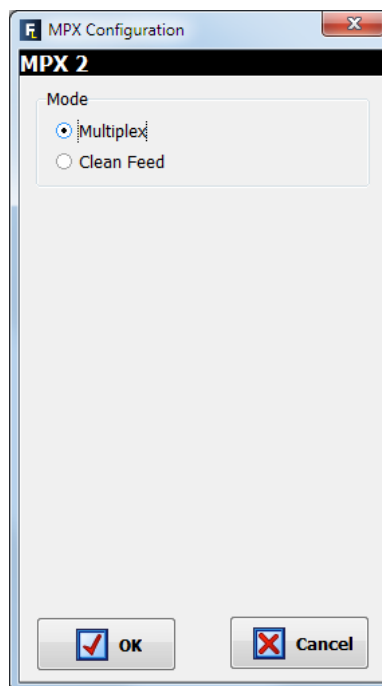 MPX Configuration
MPX 2
Mode
Multiplex
Clean Feed
OK
Cancel